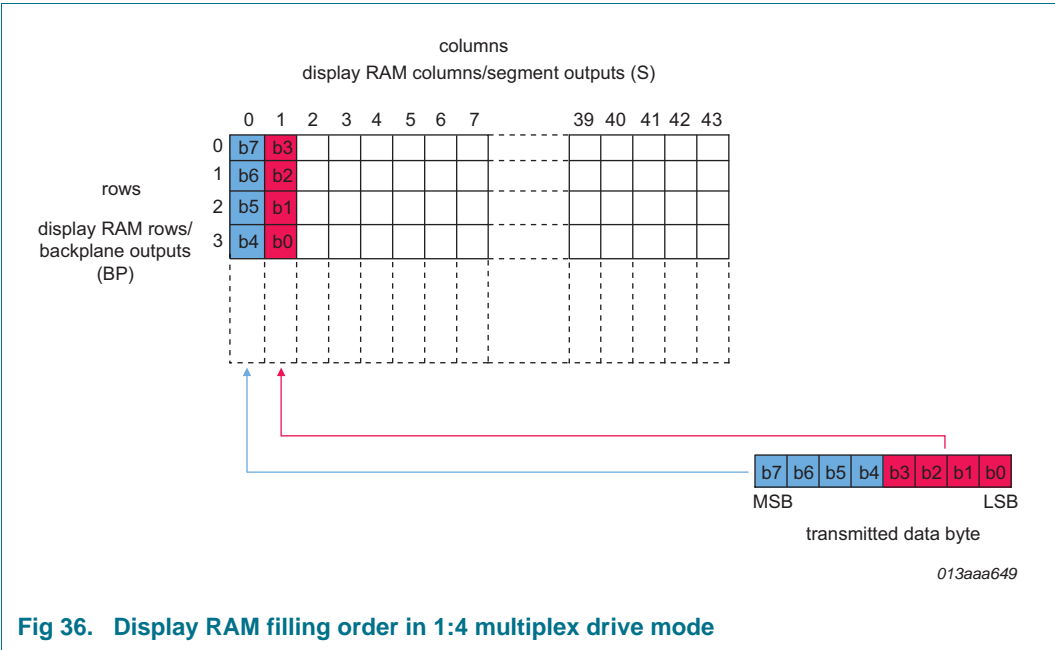 columns
display RAM columns/segment outputs (S)
0 1 2 3 4 5 6 7 39 40 41 42 43
0 b7 b3
1 b6 b2
rows
2 b5 b1
display RAM rows/
backplane outputs
(BP)
3 b4 b0
b7 b6 b5 b4 b3 b2 b1 b0
MSB LSB
transmitted data byte
013aaa649
Fig 36. Display RAM filling order in 1:4 multiplex drive mode